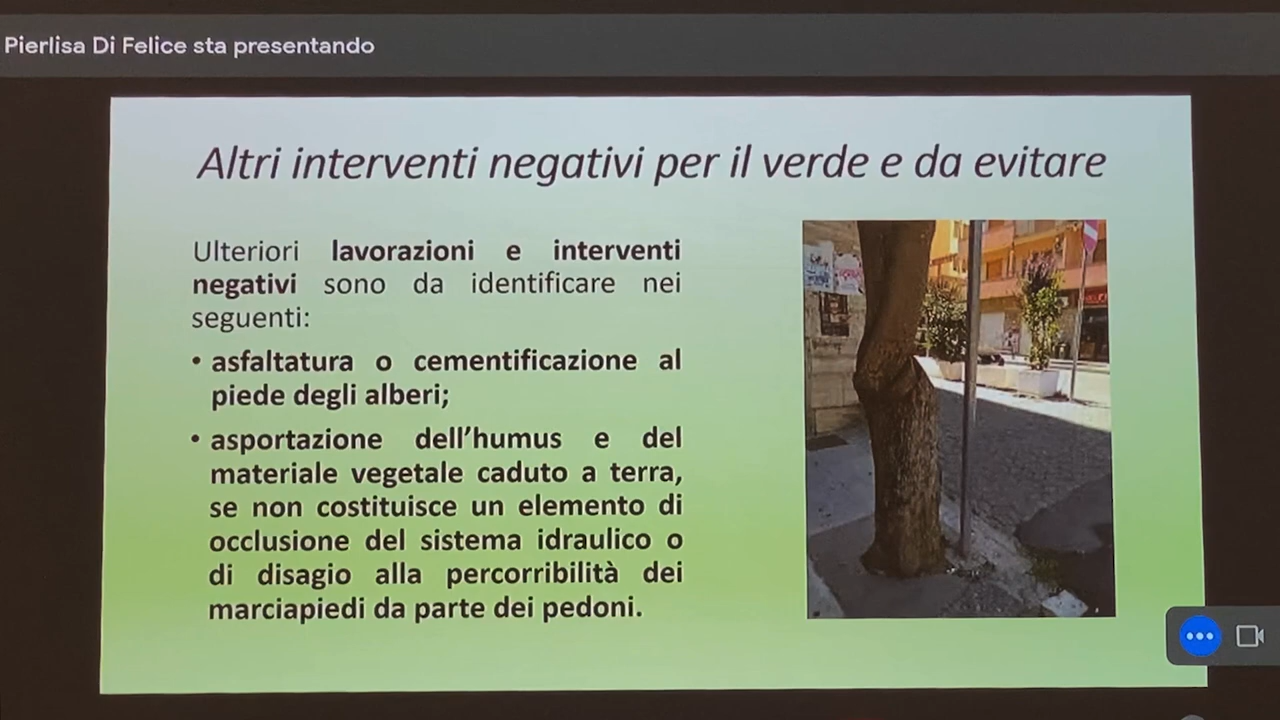 Pierlisa Di Felice sta presentando
Altri interventi negativi per il verde e da evitare
Ulteriori lavorazioni e interventi
negativi sono da identificare nei
seguenti:
• asfaltatura o cementificazione al
piede degli alberi;
• asportazione dell'humus e del
materiale vegetale caduto a terra,
se non costituisce un elemento di
occlusione del sistema idraulico o
di disagio alla percorribilità dei
marciapiedi da parte dei pedoni.